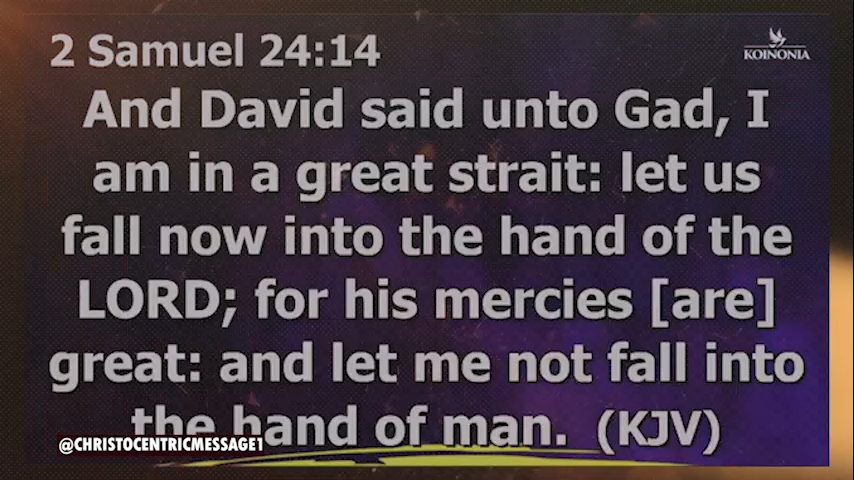 2 Samuel 24:14
KOINONIA
And David said unto Gad, I
am in a great strait: let us
fall now into the hand of the
LORD; for his mercies [are]
great: and let me not fall into
the hand of man. (KJV)
@CHRISTOCENTRICMESSAGE1